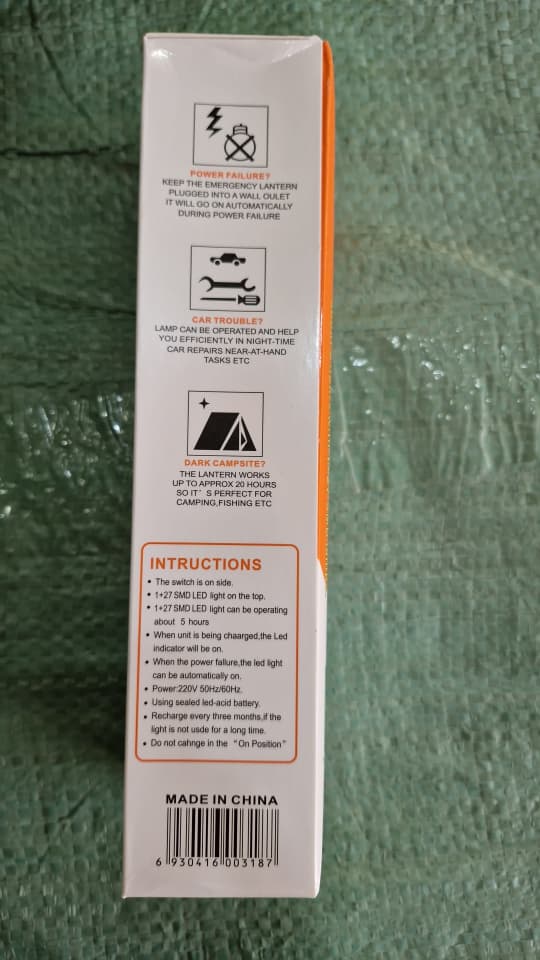 POWER FAILURE?
KEEP THE EMERGENCY LANTERN
PLUGGED INTO A WALL OULET
IT WILL GO ON AUTOMATICALLY
DURING POWER FAILURE
CAR TROUBLE?
LAMP CAN BE OPERATED AND HELP
YOU EFFICIENTLY IN NIGHT-TIME
CAR REPAIRS NEAR-AT-HAND
TASKS ETC
DARK CAMPSITE?
THE LANTERN WORKS
UP TO APPROX 20 HOURS
SO IT'S PERFECT FOR
CAMPING,FISHING ETC
INTRUCTIONS
• The switch is on side.
• 1+27 SMD LED light on the top.
• 1+27 SMD LED light can be operating
about 5 hours
• When unit is being chaarged,the Led
indicator will be on.
• When the power fallure,the led light
can be automatically on.
• Power:220V 50Hz/60Hz.
• Using sealed led-acid battery.
• Recharge every three months,if the
light is not usde for a long time.
• Do not cahnge in the "On Position"
MADE IN CHINA
6 930416 003187